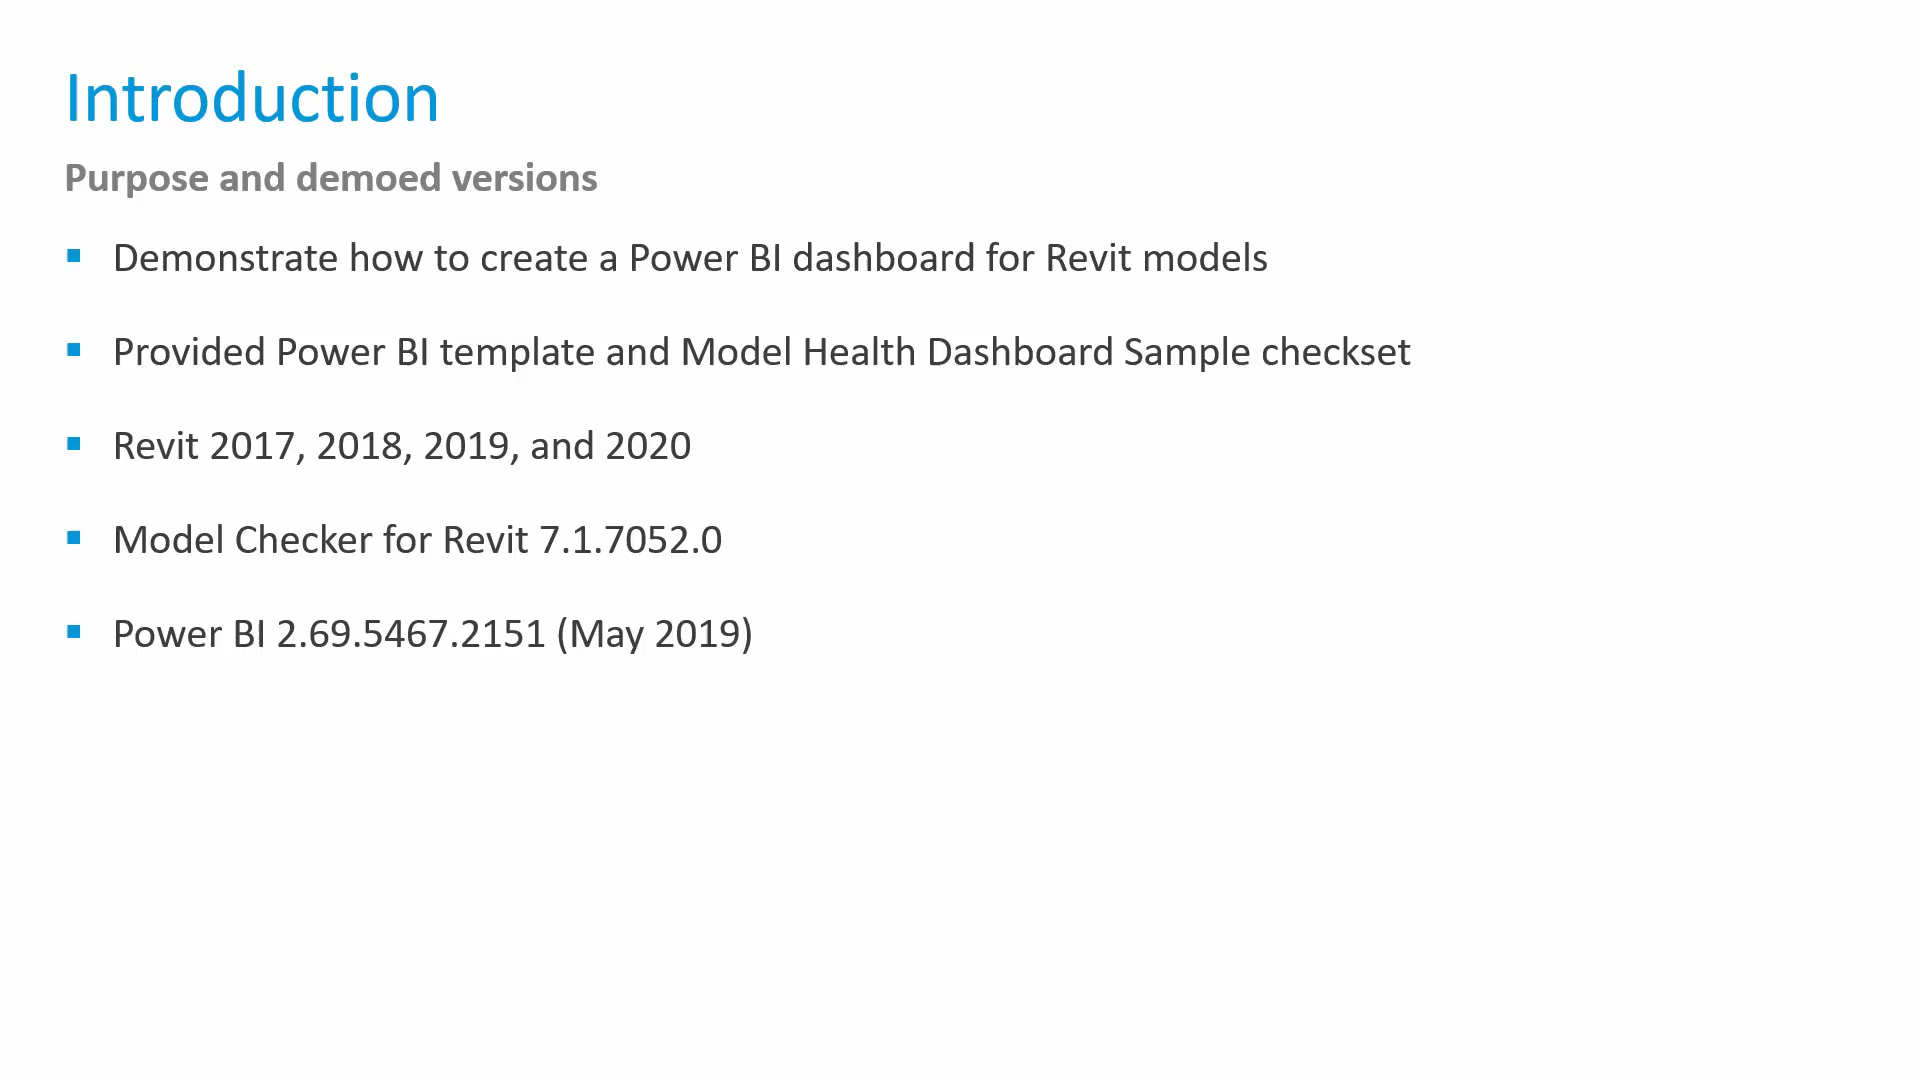 Introduction
Purpose and demoed versions
Demonstrate how to create a Power BI dashboard for Revit models
Provided Power BI template and Model Health Dashboard Sample checkset
Revit 2017, 2018, 2019, and 2020
Model Checker for Revit 7.1.7052.0
Power BI 2.69.5467.2151 (May 2019)